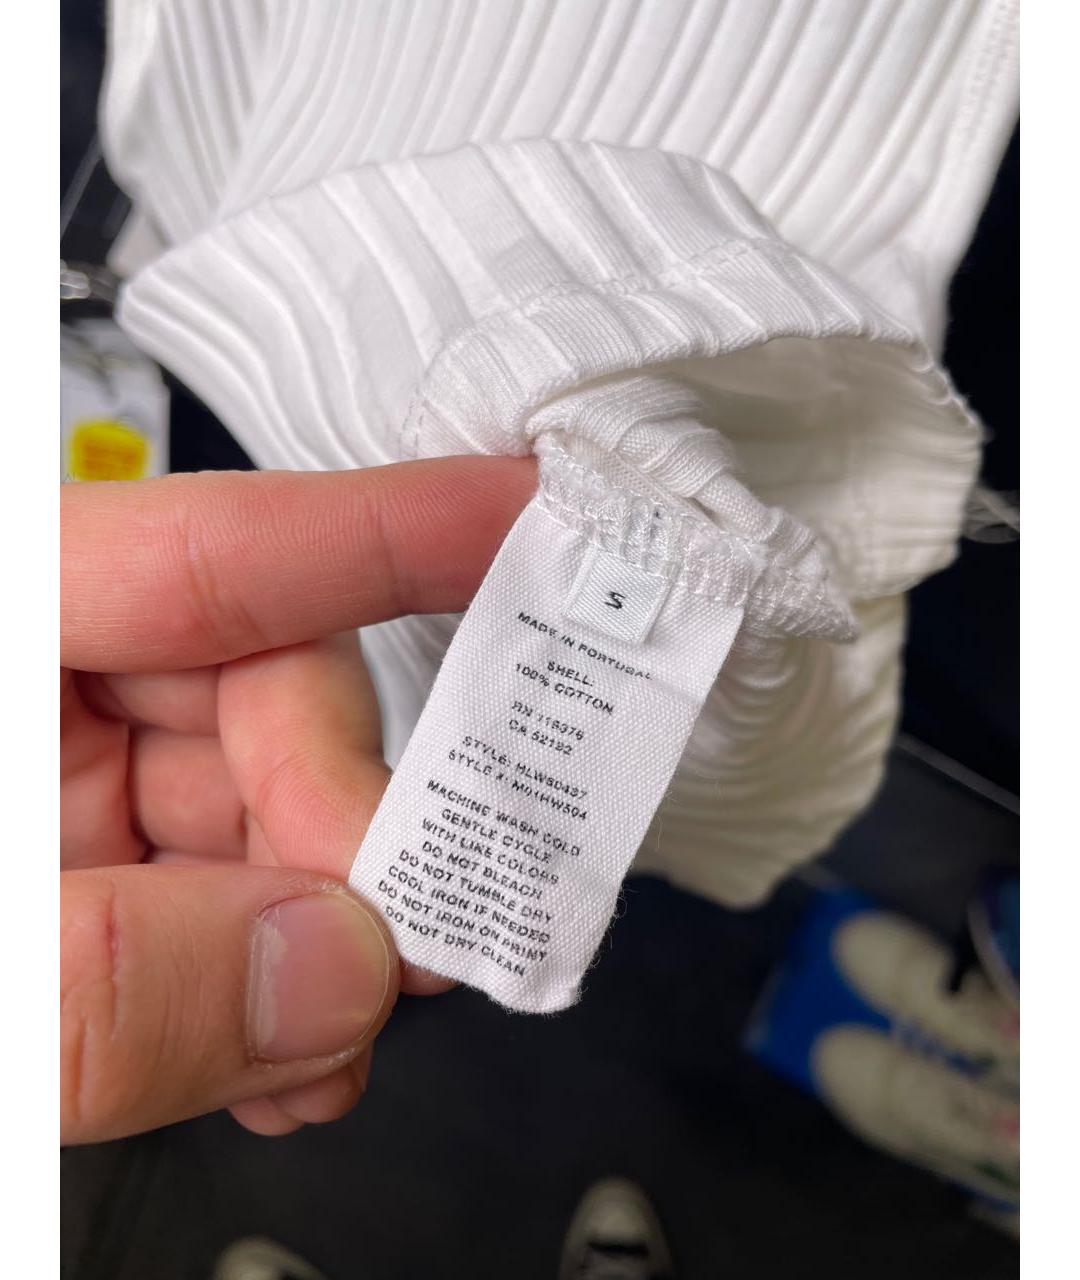 S
MADE IN PORTUGAL
SHELL:
100% COTTON
RN 116376
CA 52192
STYLE: HLWS0437
STYLE #: M01HW504
MACHINE WASH COLD
GENTLE CYCLE
WITH LIKE COLORS
DO NOT BLEACH
DO NOT TUMBLE DRY
COOL IRON IF NEEDED
DO NOT IRON ON PRINT
DO NOT DRY CLEAN